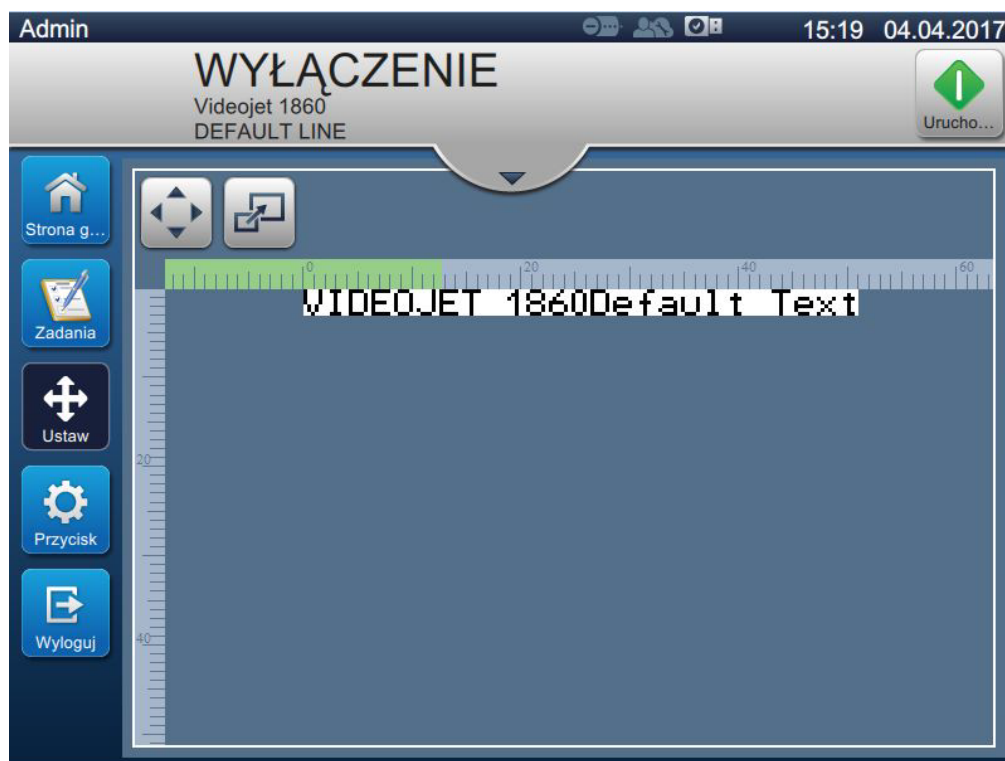 Admin
15:19 04.04.2017
WYŁĄCZENIE
Videojet 1860
DEFAULT LINE
Urucho...
Strona g...
Zadania
Ustaw
Przycisk
Wyloguj
0 20 40 60
VIDEOJET 1860Default Text
20
40